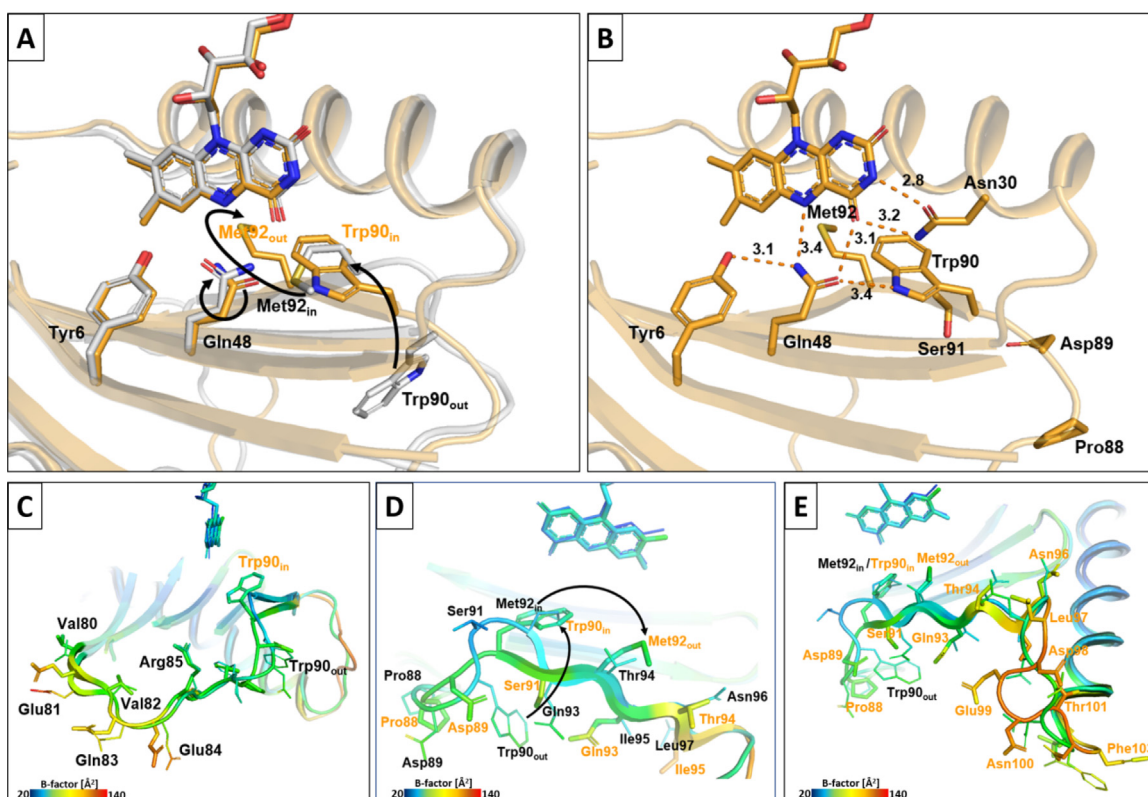 A
Met92out
Trp90in
Met92in
Tyr6
Gln48
Trp90out
B
2.8
Asn30
Met92
3.2
3.1
3.1
3.4
Trp90
3.4
Tyr6
Gln48
Ser91
Asp89
Pro88
C
Trp90in
Val80
Arg85
Trp90out
Glu81
Val82
Gln83
Glu84
B-factor [Å²]
20 140
D
Ser91
Met92in
Trp90in
Met92out
Pro88
Ser91
Thr94
Pro88
Asp89
Gln93
Asn96
Asp89
Trp90out
Gln93
Ile95
Leu97
Thr94
Ile95
B-factor [Å²]
20 140
E
Met92in/Trp90in
Met92out
Asn96
Thr94
Leu97
Ser91
Gln93
Asp98
Asp89
Trp90out
Pro88
Glu99
Thr101
Asn100
B-factor [Å²]
20 140